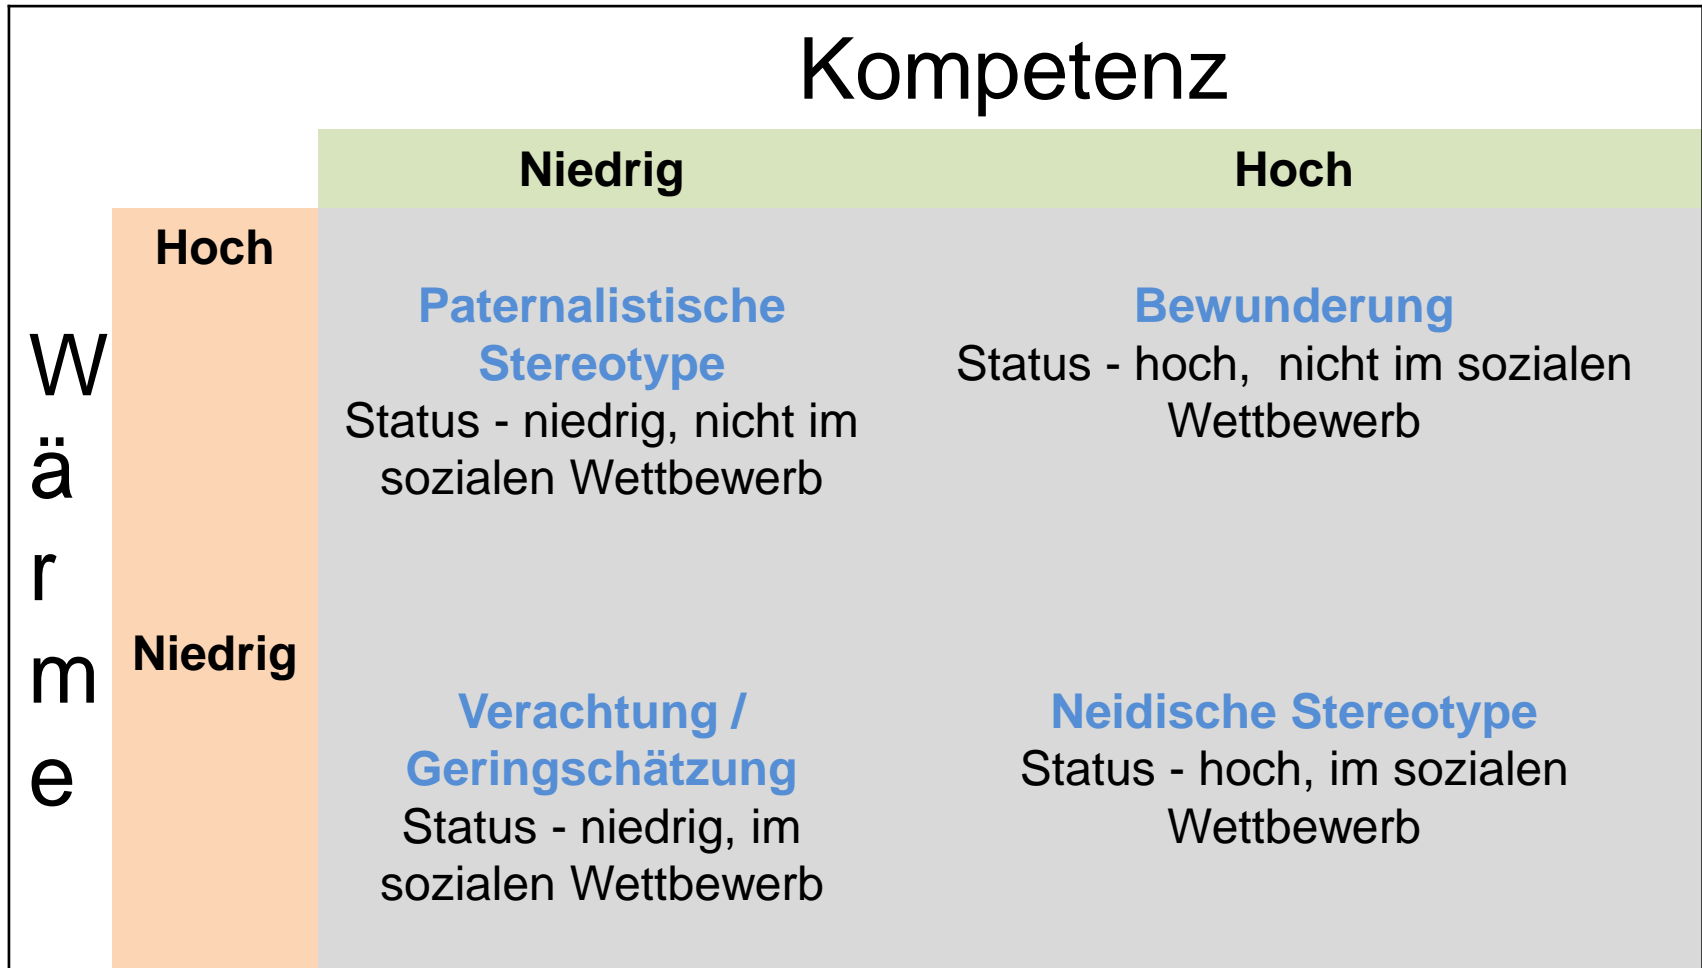 Kompetenz
Niedrig
Hoch
Wärme
Hoch
Paternalistische
Stereotype
Status - niedrig, nicht im
sozialen Wettbewerb
Bewunderung
Status - hoch,  nicht im sozialen
Wettbewerb
Niedrig
Verachtung /
Geringschätzung
Status - niedrig, im
sozialen Wettbewerb
Neidische Stereotype
Status - hoch, im sozialen
Wettbewerb